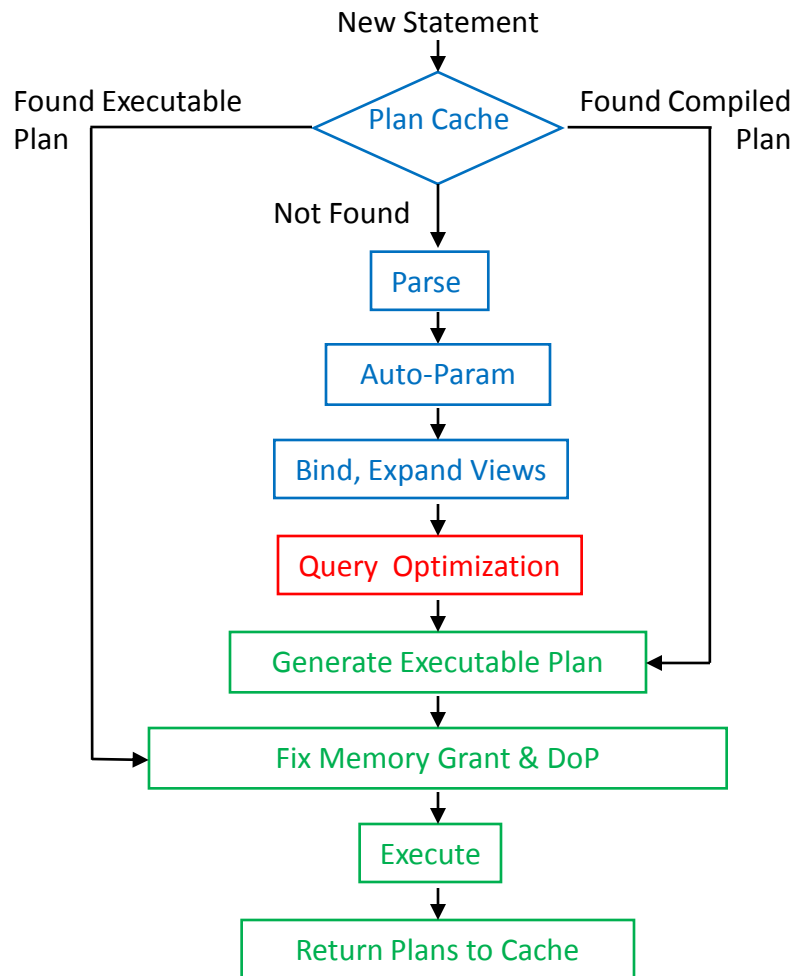 New Statement
Found Executable
Plan
Plan Cache
Found Compiled
Plan
Not Found
Parse
Auto-Param
Bind, Expand Views
Query Optimization
Generate Executable Plan
Fix Memory Grant & DoP
Execute
Return Plans to Cache